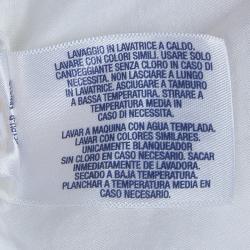 LAVAGGIO IN LAVATRICE A CALDO.
LAVARE CON COLORI SIMILI. USARE SOLO
CANDEGGIANTE SENZA CLORO IN CASO DI
NECESSITÀ. NON LASCIARE A LUNGO
IN LAVATRICE. ASCIUGARE A TAMBURO
A BASSA TEMPERATURA. STIRARE A
TEMPERATURA MEDIA IN
CASO DI NECESSITA.
LAVAR A MAQUINA CON AGUA TEMPLADA.
LAVAR CON COLORES SIMILARES.
UNICAMENTE BLANQUEADOR
SIN CLORO EN CASO NECESARIO. SACAR
INMEDIATAMENTE DE LAVADORA.
SECADO A BAJA TEMPERATURA.
PLANCHAR A TEMPERATURA MEDIA EN
CASO NECESARIO.